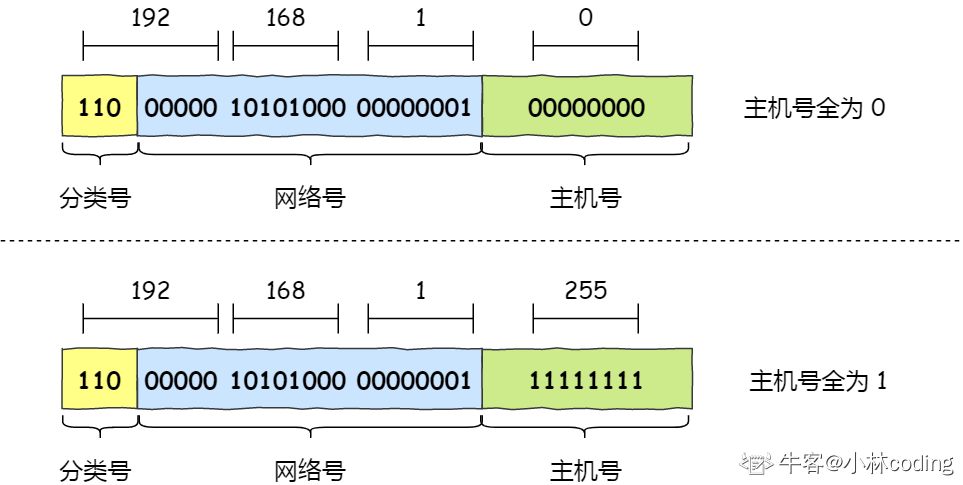 192 168 1 0
110 00000 10101000 00000001 00000000 主机号全为 0
分类号 网络号 主机号
192 168 1 255
110 00000 10101000 00000001 11111111 主机号全为 1
分类号 网络号 主机号
牛客@小林coding